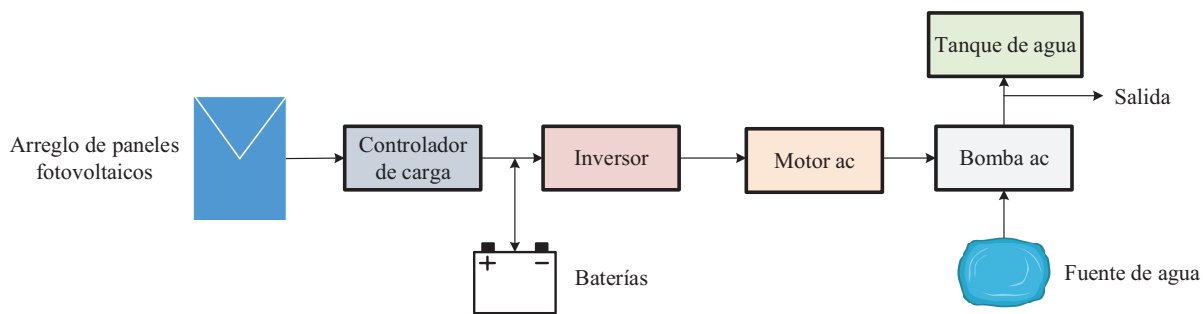 Tanque de agua
Salida
Arreglo de paneles
fotovoltaicos
Controlador
de carga
Inversor
Motor ac
Bomba ac
+ −
Baterías
Fuente de agua